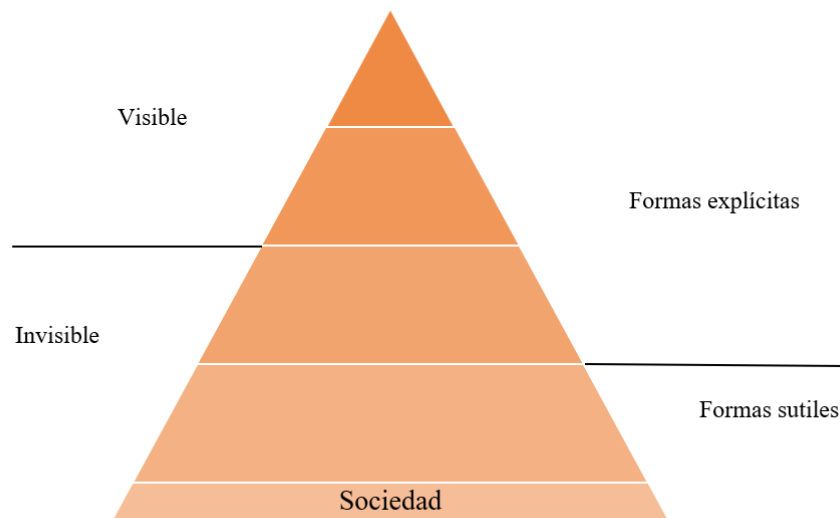 Visible
Formas explícitas
Invisible
Formas sutiles
Sociedad